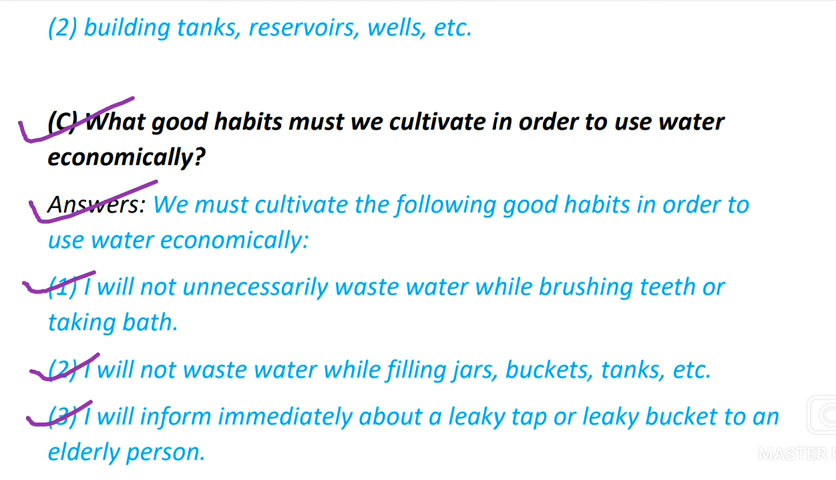 (2) building tanks, reservoirs, wells, etc.
(C) What good habits must we cultivate in order to use water
economically?
Answers: We must cultivate the following good habits in order to
use water economically:
(1) I will not unnecessarily waste water while brushing teeth or
taking bath.
(2) I will not waste water while filling jars, buckets, tanks, etc.
(3) I will inform immediately about a leaky tap or leaky bucket to an
elderly person.
MASTER